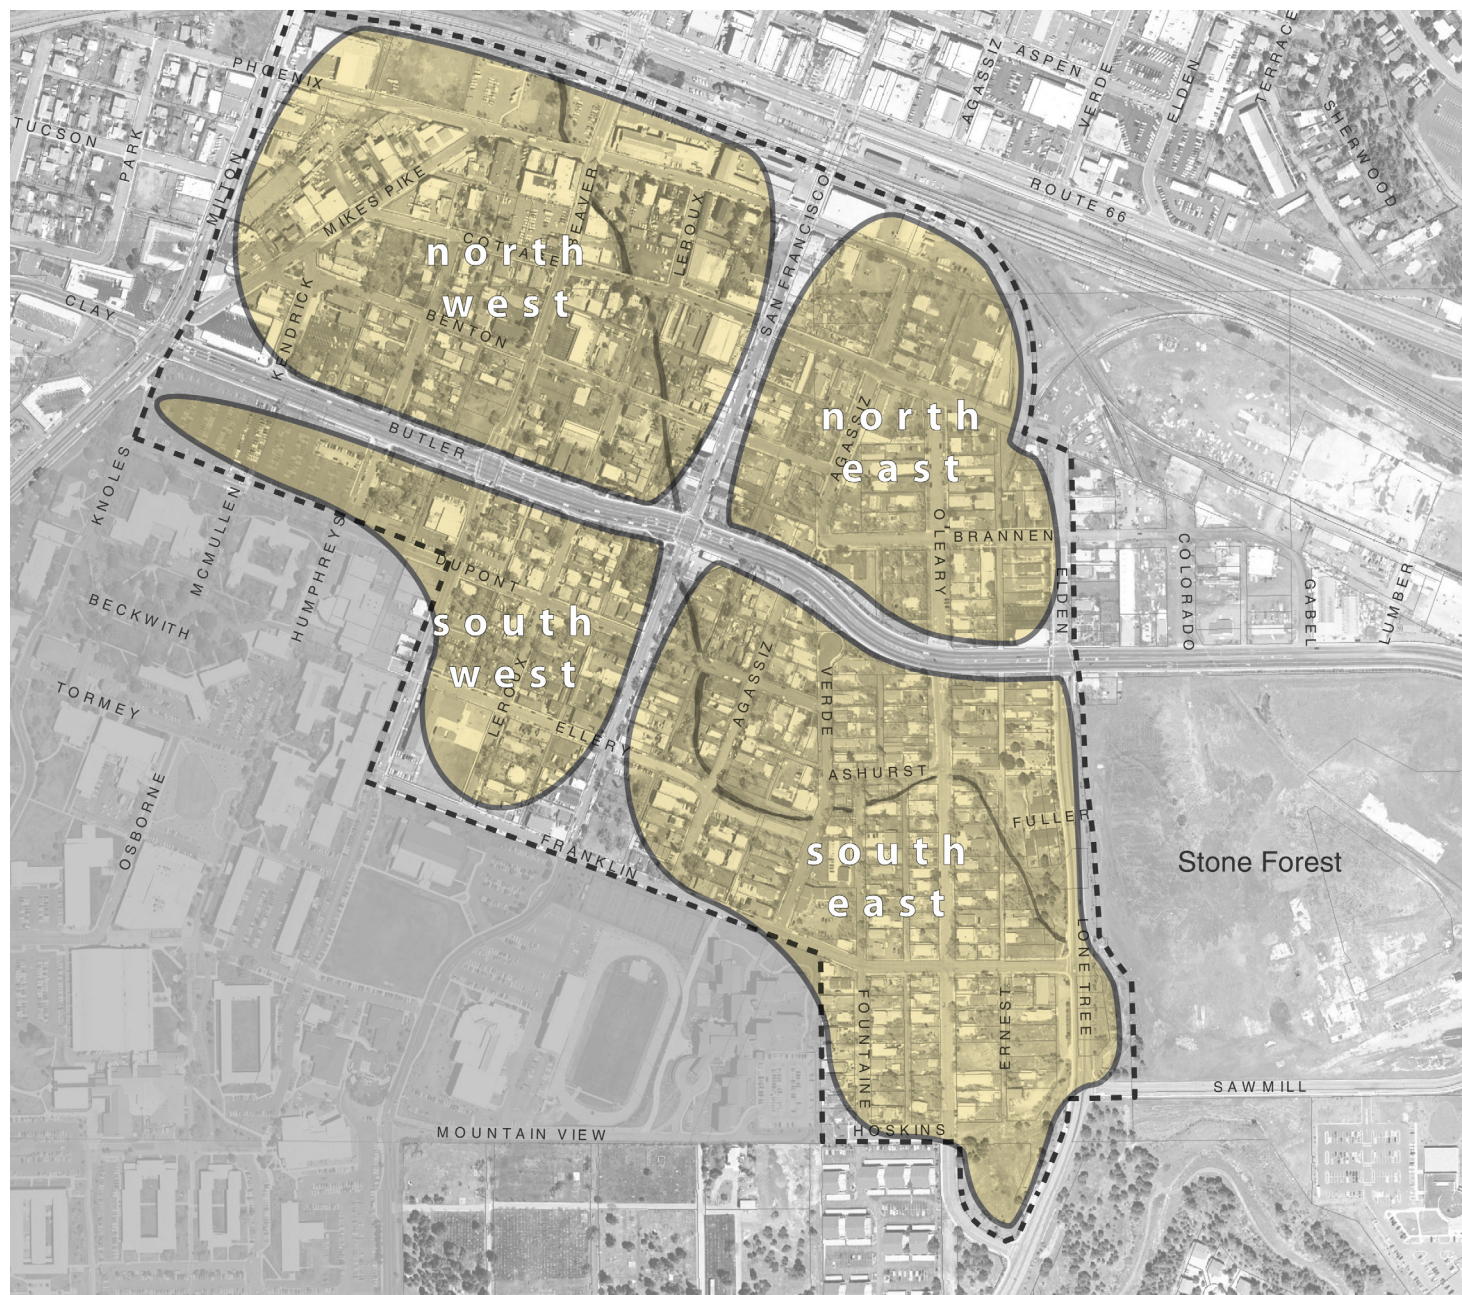 PHOENIX
ASPEN
AGASSIZ
VERDE
ELDEN
TERRACE
SHERWOOD
TUCSON
PARK
MILTON
MIKES PIKE
BEAVER
LEROUX
COTTAGE
SAN FRANCISCO
ROUTE 66
north
west
CLAY
KENDRICK
BENTON
BUTLER
north
east
AGASSIZ
KNOLES
MCMULLEN
HUMPHREYS
O'LEARY
BRANNEN
ELDEN
COLORADO
GABEL
LUMBER
DUPONT
BECKWITH
south
west
LEROUX
ELLERY
TORMEY
AGASSIZ
VERDE
OSBORNE
ASHURST
FULLER
FRANKLIN
south
east
Stone Forest
LONE TREE
FOUNTAINE
ERNEST
SAWMILL
HOSKINS
MOUNTAIN VIEW